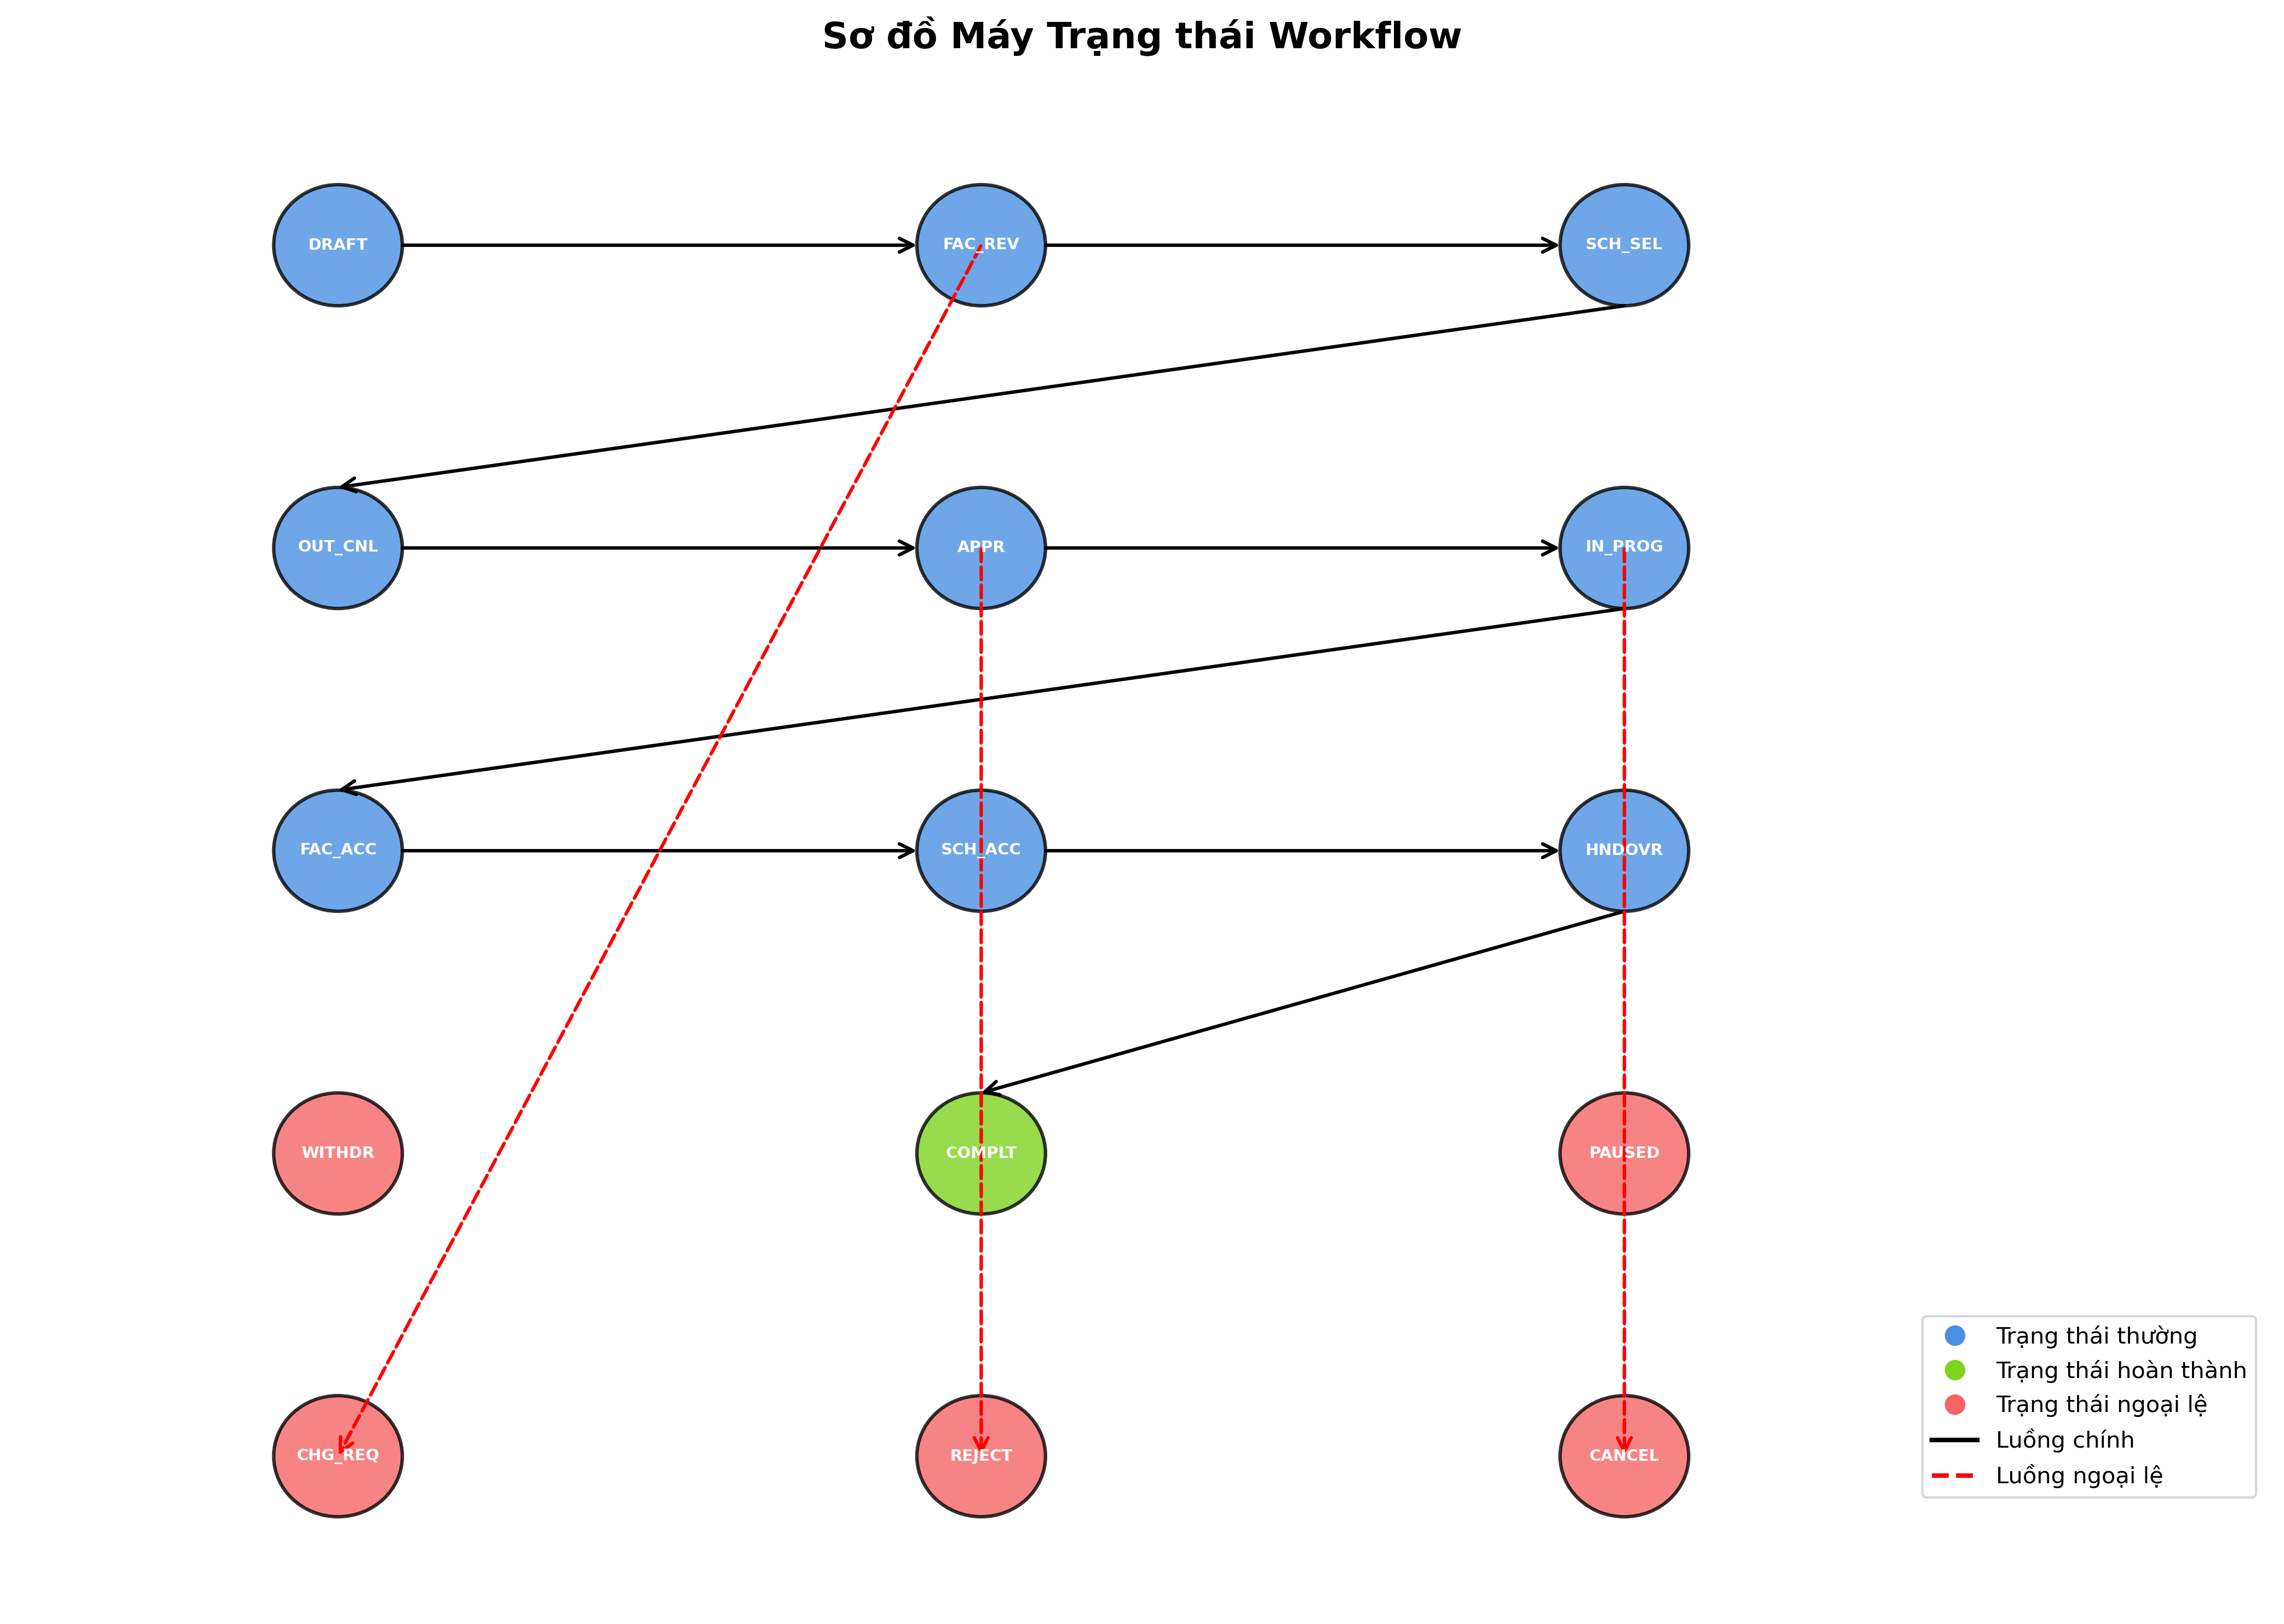 Sơ đồ Máy Trạng thái Workflow
DRAFT
FAC_REV
SCH_SEL
OUT_CNL
APPR
IN_PROG
FAC_ACC
SCH_ACC
HNDOVR
WITHDR
COMPLT
PAUSED
CHG_REQ
REJECT
CANCEL
Trạng thái thường
Trạng thái hoàn thành
Trạng thái ngoại lệ
Luồng chính
Luồng ngoại lệ